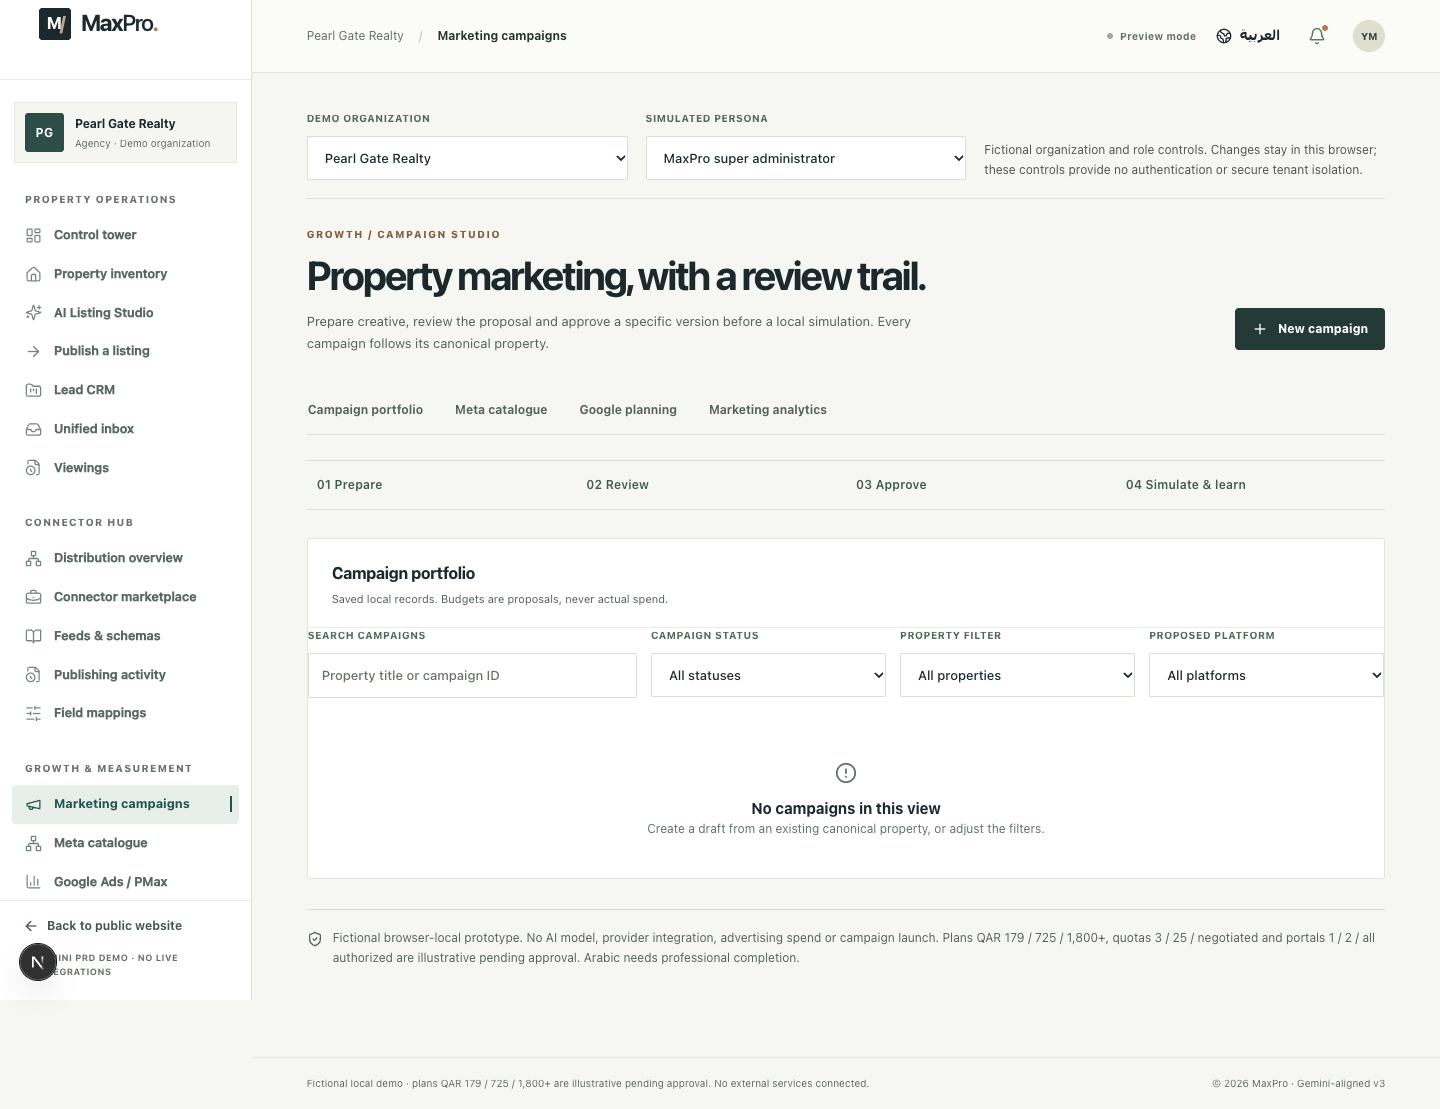 M/ MaxPro.
Pearl Gate Realty / Marketing campaigns
Preview mode
العربية
YM
PG
Pearl Gate Realty
Agency · Demo organization
PROPERTY OPERATIONS
Control tower
Property inventory
AI Listing Studio
Publish a listing
Lead CRM
Unified inbox
Viewings
CONNECTOR HUB
Distribution overview
Connector marketplace
Feeds & schemas
Publishing activity
Field mappings
GROWTH & MEASUREMENT
Marketing campaigns
Meta catalogue
Google Ads / PMax
Back to public website
N
INI PRD DEMO · NO LIVE
EGRATIONS
DEMO ORGANIZATION
Pearl Gate Realty
SIMULATED PERSONA
MaxPro super administrator
Fictional organization and role controls. Changes stay in this browser;
these controls provide no authentication or secure tenant isolation.
GROWTH / CAMPAIGN STUDIO
Property marketing, with a review trail.
Prepare creative, review the proposal and approve a specific version before a local simulation. Every
campaign follows its canonical property.
New campaign
Campaign portfolio
Meta catalogue
Google planning
Marketing analytics
01 Prepare
02 Review
03 Approve
04 Simulate & learn
Campaign portfolio
Saved local records. Budgets are proposals, never actual spend.
SEARCH CAMPAIGNS
Property title or campaign ID
CAMPAIGN STATUS
All statuses
PROPERTY FILTER
All properties
PROPOSED PLATFORM
All platforms
No campaigns in this view
Create a draft from an existing canonical property, or adjust the filters.
Fictional browser-local prototype. No AI model, provider integration, advertising spend or campaign launch. Plans QAR 179 / 725 / 1,800+, quotas 3 / 25 / negotiated and portals 1 / 2 / all
authorized are illustrative pending approval. Arabic needs professional completion.
Fictional local demo · plans QAR 179 / 725 / 1,800+ are illustrative pending approval. No external services connected.
© 2026 MaxPro · Gemini-aligned v3